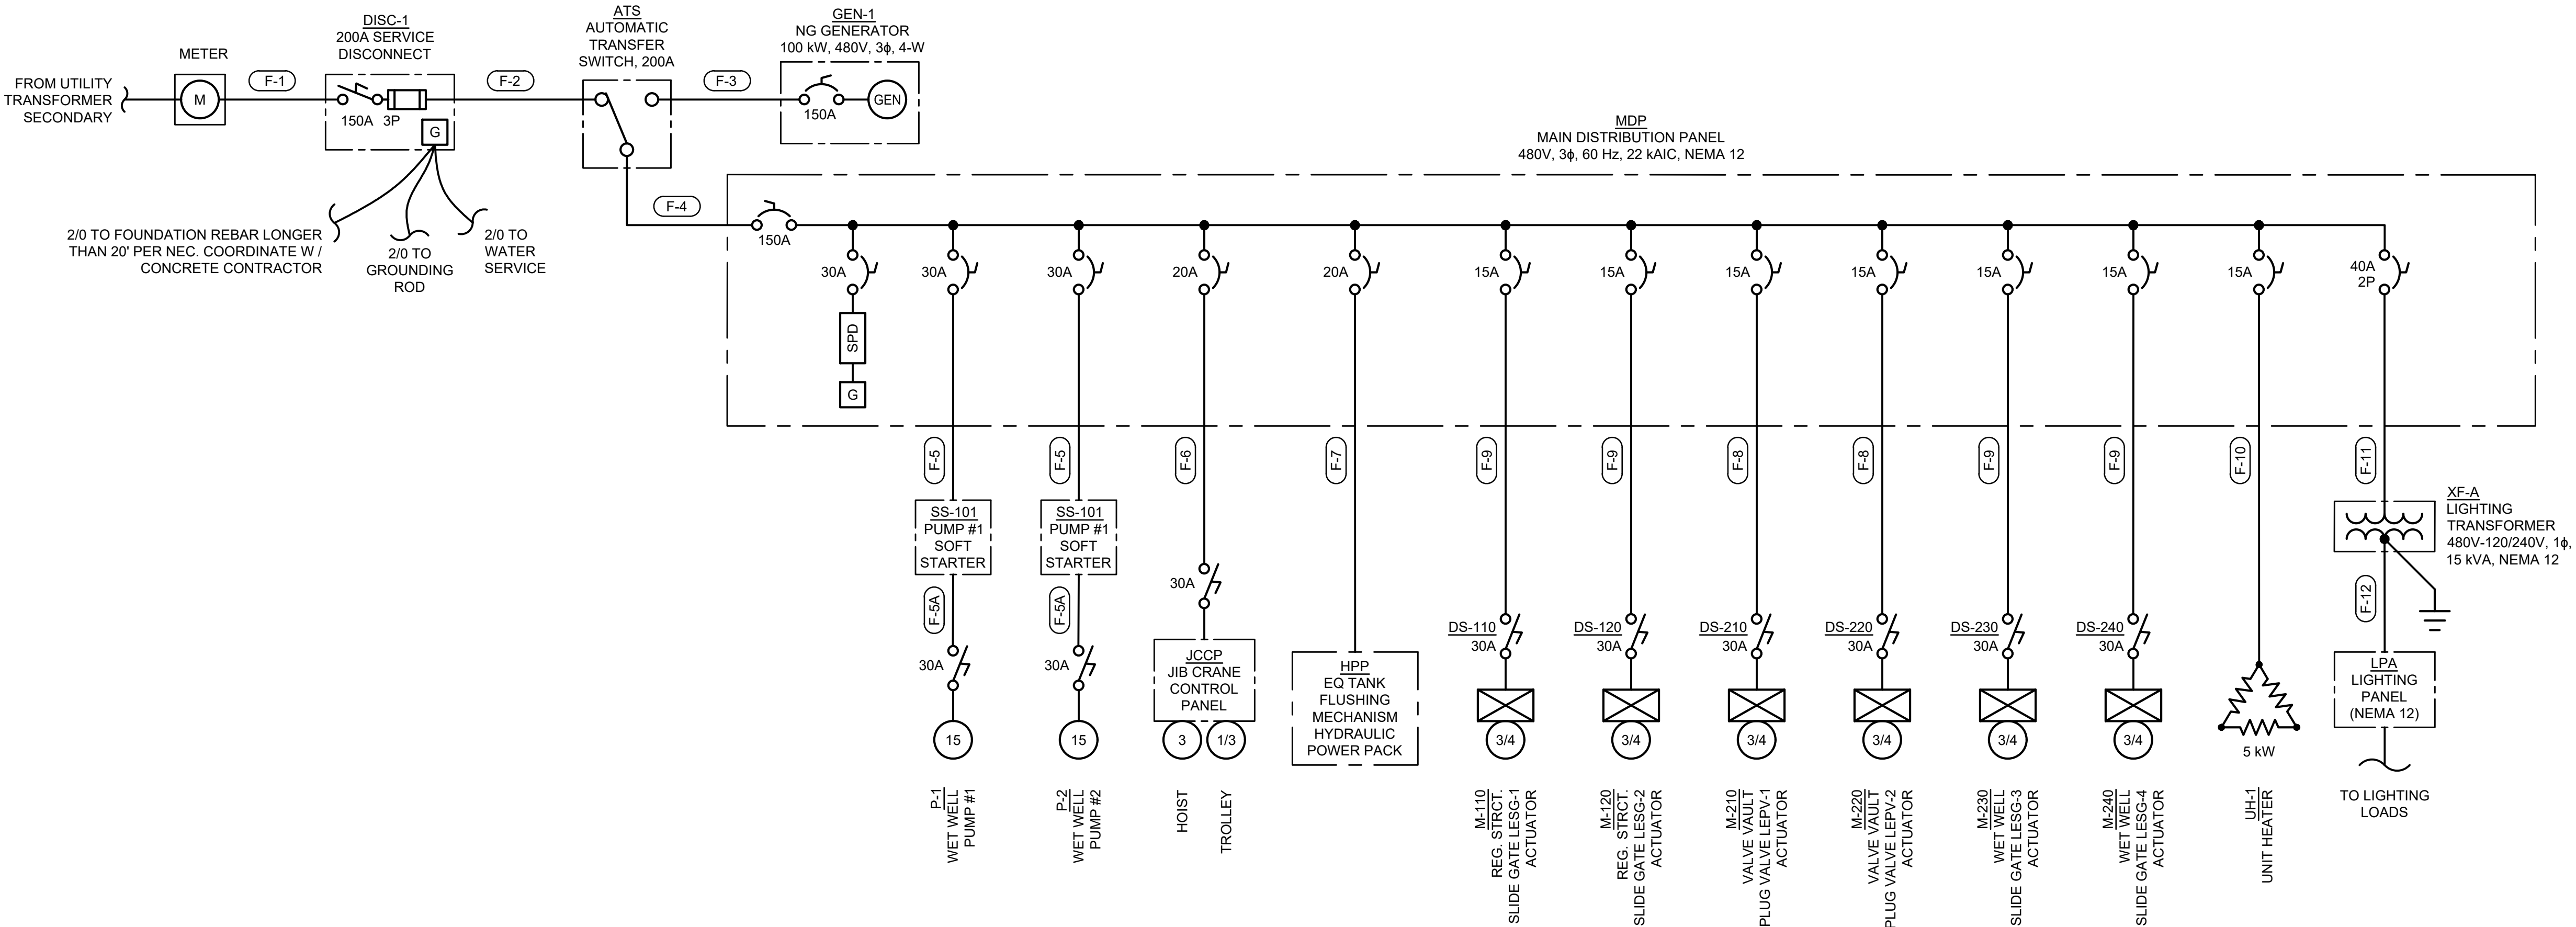 METER
FROM UTILITY
TRANSFORMER
SECONDARY
M
F-1
DISC-1
200A SERVICE
DISCONNECT
150A 3P
G
F-2
ATS
AUTOMATIC
TRANSFER
SWITCH, 200A
F-3
GEN-1
NG GENERATOR
100 kW, 480V, 3ϕ, 4-W
150A
GEN
2/0 TO FOUNDATION REBAR LONGER
THAN 20' PER NEC. COORDINATE W /
CONCRETE CONTRACTOR
2/0 TO
GROUNDING
ROD
2/0 TO
WATER
SERVICE
F-4
MDP
MAIN DISTRIBUTION PANEL
480V, 3ϕ, 60 Hz, 22 kAIC, NEMA 12
150A
30A
30A
30A
20A
20A
15A
15A
15A
15A
15A
15A
15A
40A
2P
SPD
G
F-5
F-5
F-6
F-7
F-9
F-9
F-8
F-8
F-9
F-9
F-10
F-11
SS-101
PUMP #1
SOFT
STARTER
SS-101
PUMP #1
SOFT
STARTER
F-5A
F-5A
30A
30A
15
15
P-1
WET WELL
PUMP #1
P-2
WET WELL
PUMP #2
30A
JCCP
JIB CRANE
CONTROL
PANEL
3
1/3
HOIST
TROLLEY
HPP
EQ TANK
FLUSHING
MECHANISM
HYDRAULIC
POWER PACK
DS-110
30A
3/4
M-110
REG. STRCT.
SLIDE GATE LESG-1
ACTUATOR
DS-120
30A
3/4
M-120
REG. STRCT.
SLIDE GATE LESG-2
ACTUATOR
DS-210
30A
3/4
M-210
VALVE VAULT
PLUG VALVE LEPV-1
ACTUATOR
DS-220
30A
3/4
M-220
VALVE VAULT
PLUG VALVE LEPV-2
ACTUATOR
DS-230
30A
3/4
M-230
WET WELL
SLIDE GATE LESG-3
ACTUATOR
DS-240
30A
3/4
M-240
WET WELL
SLIDE GATE LESG-4
ACTUATOR
5 kW
UH-1
UNIT HEATER
XF-A
LIGHTING
TRANSFORMER
480V-120/240V, 1ϕ,
15 kVA, NEMA 12
F-12
LPA
LIGHTING
PANEL
(NEMA 12)
TO LIGHTING
LOADS